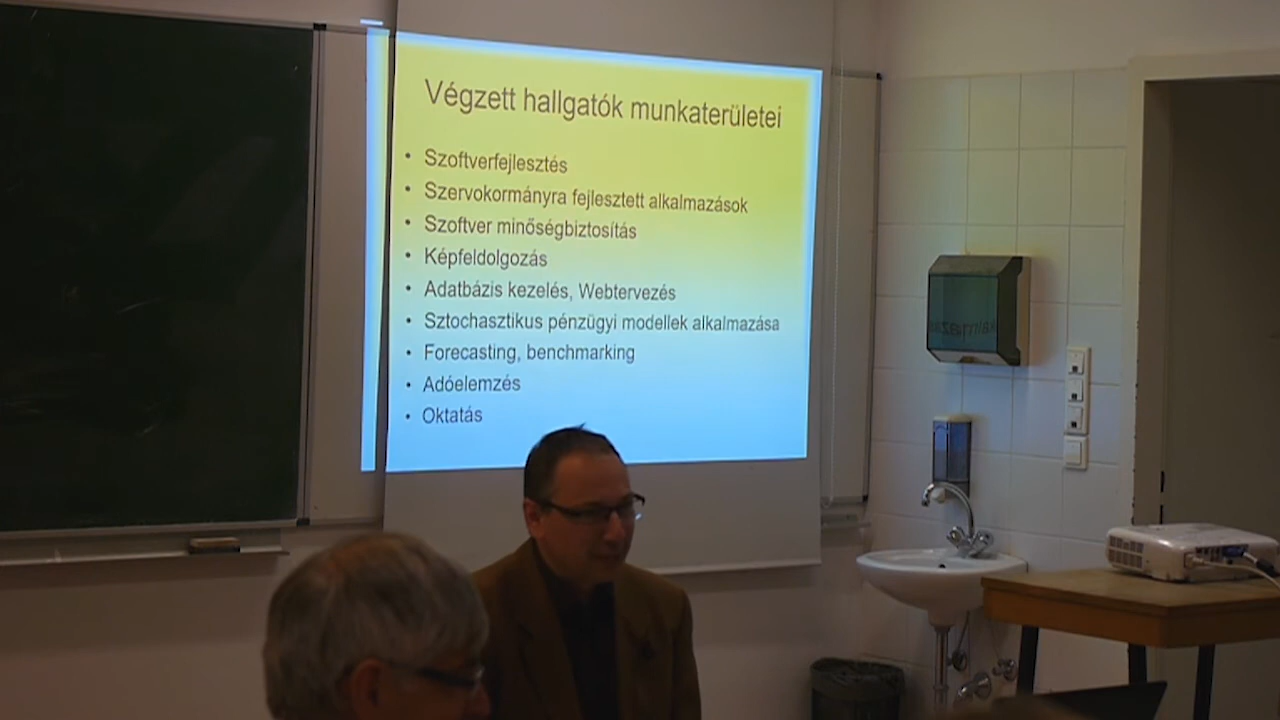 Végzett hallgatók munkaterületei
• Szoftverfejlesztés
• Szervokormányra fejlesztett alkalmazások
• Szoftver minőségbiztosítás
• Képfeldolgozás
• Adatbázis kezelés, Webtervezés
• Sztochasztikus pénzügyi modellek alkalmazása
• Forecasting, benchmarking
• Adóelemzés
• Oktatás